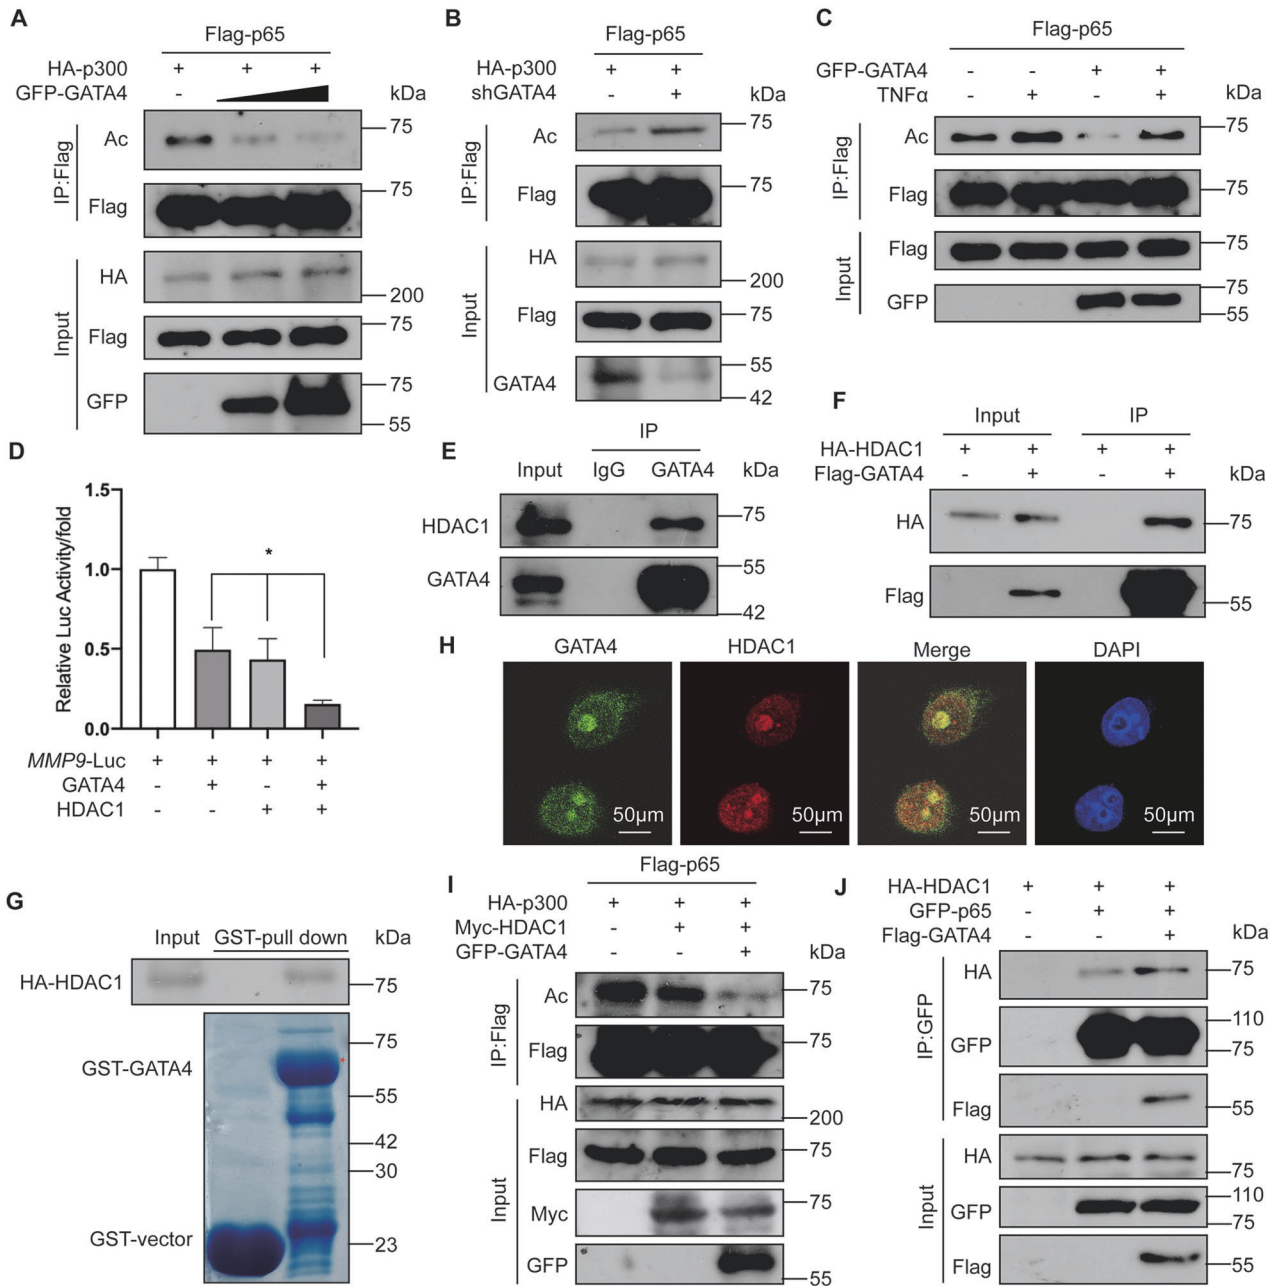 A
Flag-p65
HA-p300 + + +
GFP-GATA4 -
kDa
IP:Flag
Ac 75
Flag 75
Input
HA 200
Flag 75
GFP 75
55
B
Flag-p65
HA-p300 + +
shGATA4 - +
kDa
IP:Flag
Ac 75
Flag 75
Input
HA 200
Flag 75
GATA4 55
42
C
Flag-p65
GFP-GATA4 - - + +
TNFα - + - +
kDa
IP:Flag
Ac 75
Flag 75
Input
Flag 75
GFP 75
55
D
Relative Luc Activity/fold
1.5
1.0
0.5
0.0
*
MMP9-Luc + + + +
GATA4 - + - +
HDAC1 - - + +
E
IP
Input IgG GATA4 kDa
HDAC1 75
GATA4 55
42
F
Input IP
HA-HDAC1 + + + +
Flag-GATA4 - + - +
kDa
HA 75
Flag 55
H
GATA4 HDAC1 Merge DAPI
50μm 50μm 50μm 50μm
G
Input GST-pull down kDa
HA-HDAC1 75
75
GST-GATA4 *
55
42
30
GST-vector 23
I
Flag-p65
HA-p300 + + +
Myc-HDAC1 - + +
GFP-GATA4 - - +
kDa
IP:Flag
Ac 75
Flag 75
Input
HA 200
Flag 75
Myc 75
GFP 55
J
HA-HDAC1 + + +
GFP-p65 - + +
Flag-GATA4 - - +
kDa
IP:GFP
HA 75
GFP 110
75
Flag 55
Input
HA 75
GFP 110
75
Flag 55